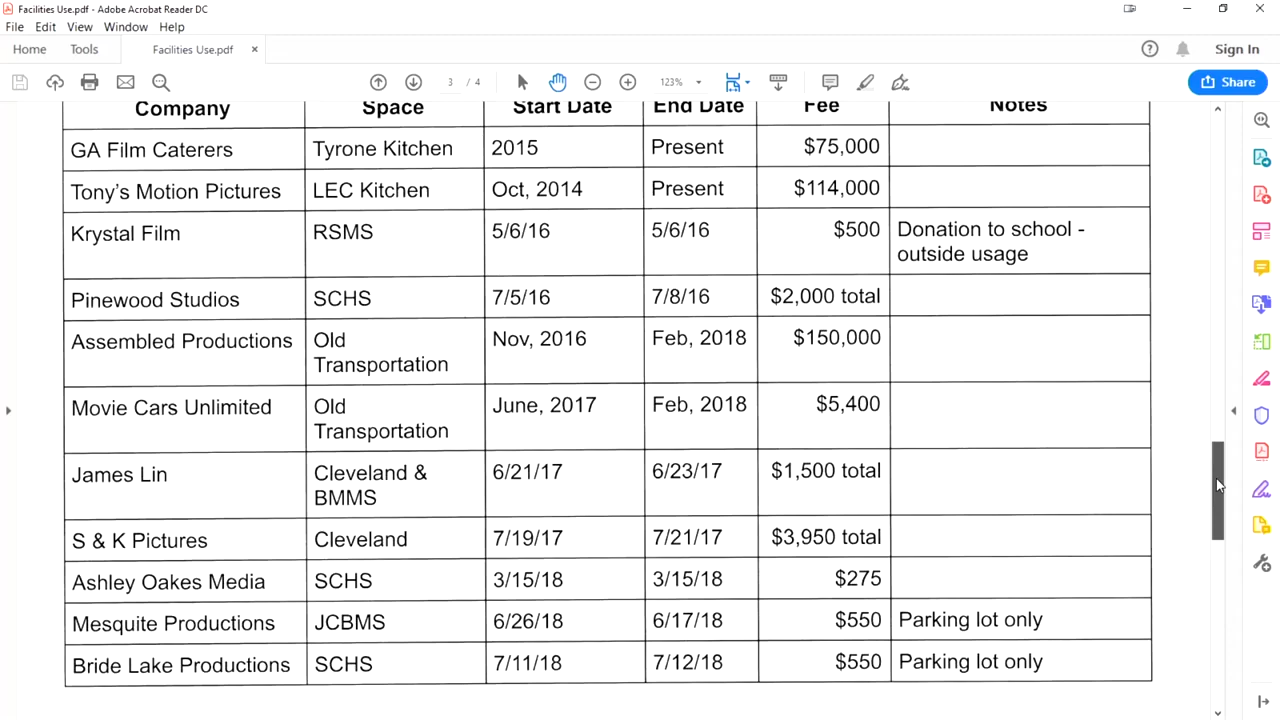 Facilities Use.pdf - Adobe Acrobat Reader DC
File Edit View Window Help
Home Tools Facilities Use.pdf × Sign In
3 / 4 123% Share
Company Space Start Date End Date Fee Notes
GA Film Caterers Tyrone Kitchen 2015 Present $75,000
Tony's Motion Pictures LEC Kitchen Oct, 2014 Present $114,000
Krystal Film RSMS 5/6/16 5/6/16 $500 Donation to school -
outside usage
Pinewood Studios SCHS 7/5/16 7/8/16 $2,000 total
Assembled Productions Old Nov, 2016 Feb, 2018 $150,000
Transportation
Movie Cars Unlimited Old June, 2017 Feb, 2018 $5,400
Transportation
James Lin Cleveland & 6/21/17 6/23/17 $1,500 total
BMMS
S & K Pictures Cleveland 7/19/17 7/21/17 $3,950 total
Ashley Oakes Media SCHS 3/15/18 3/15/18 $275
Mesquite Productions JCBMS 6/26/18 6/17/18 $550 Parking lot only
Bride Lake Productions SCHS 7/11/18 7/12/18 $550 Parking lot only